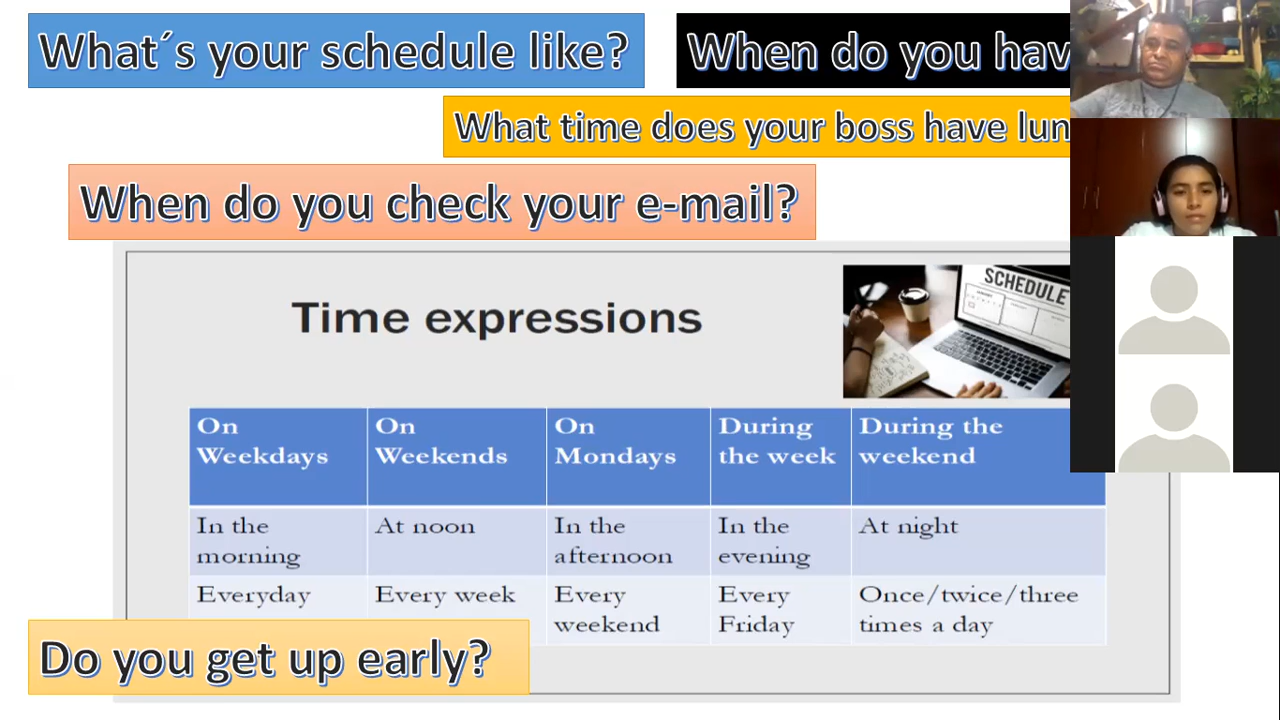 What´s your schedule like?
When do you
What time does your boss have
When do you check your e-mail?
SCHEDULE
Time expressions
On Weekdays
On Weekends
On Mondays
During the week
During the weekend
In the morning
At noon
In the afternoon
In the evening
At night
Everyday
Every week
Every weekend
Every Friday
Once/twice/three times a day
Do you get up early?